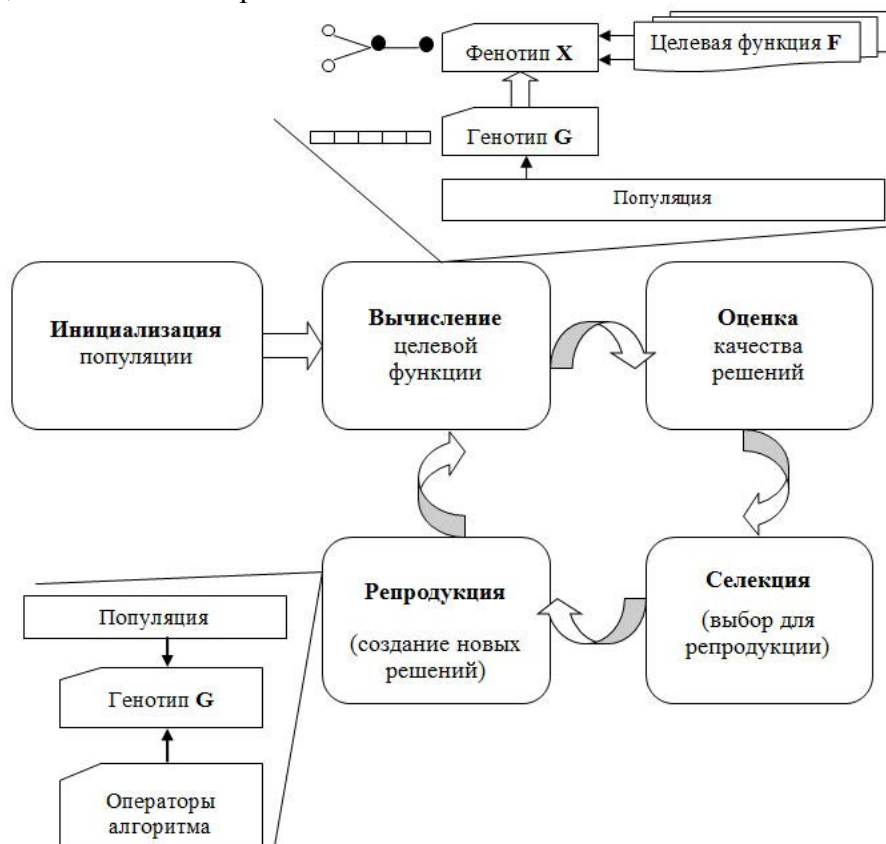 Фенотип X
Целевая функция F
Генотип G
Популяция
Инициализация
популяции
Вычисление
целевой
функции
Оценка
качества
решений
Репродукция
(создание новых
решений)
Селекция
(выбор для
репродукции)
Популяция
Генотип G
Операторы
алгоритма